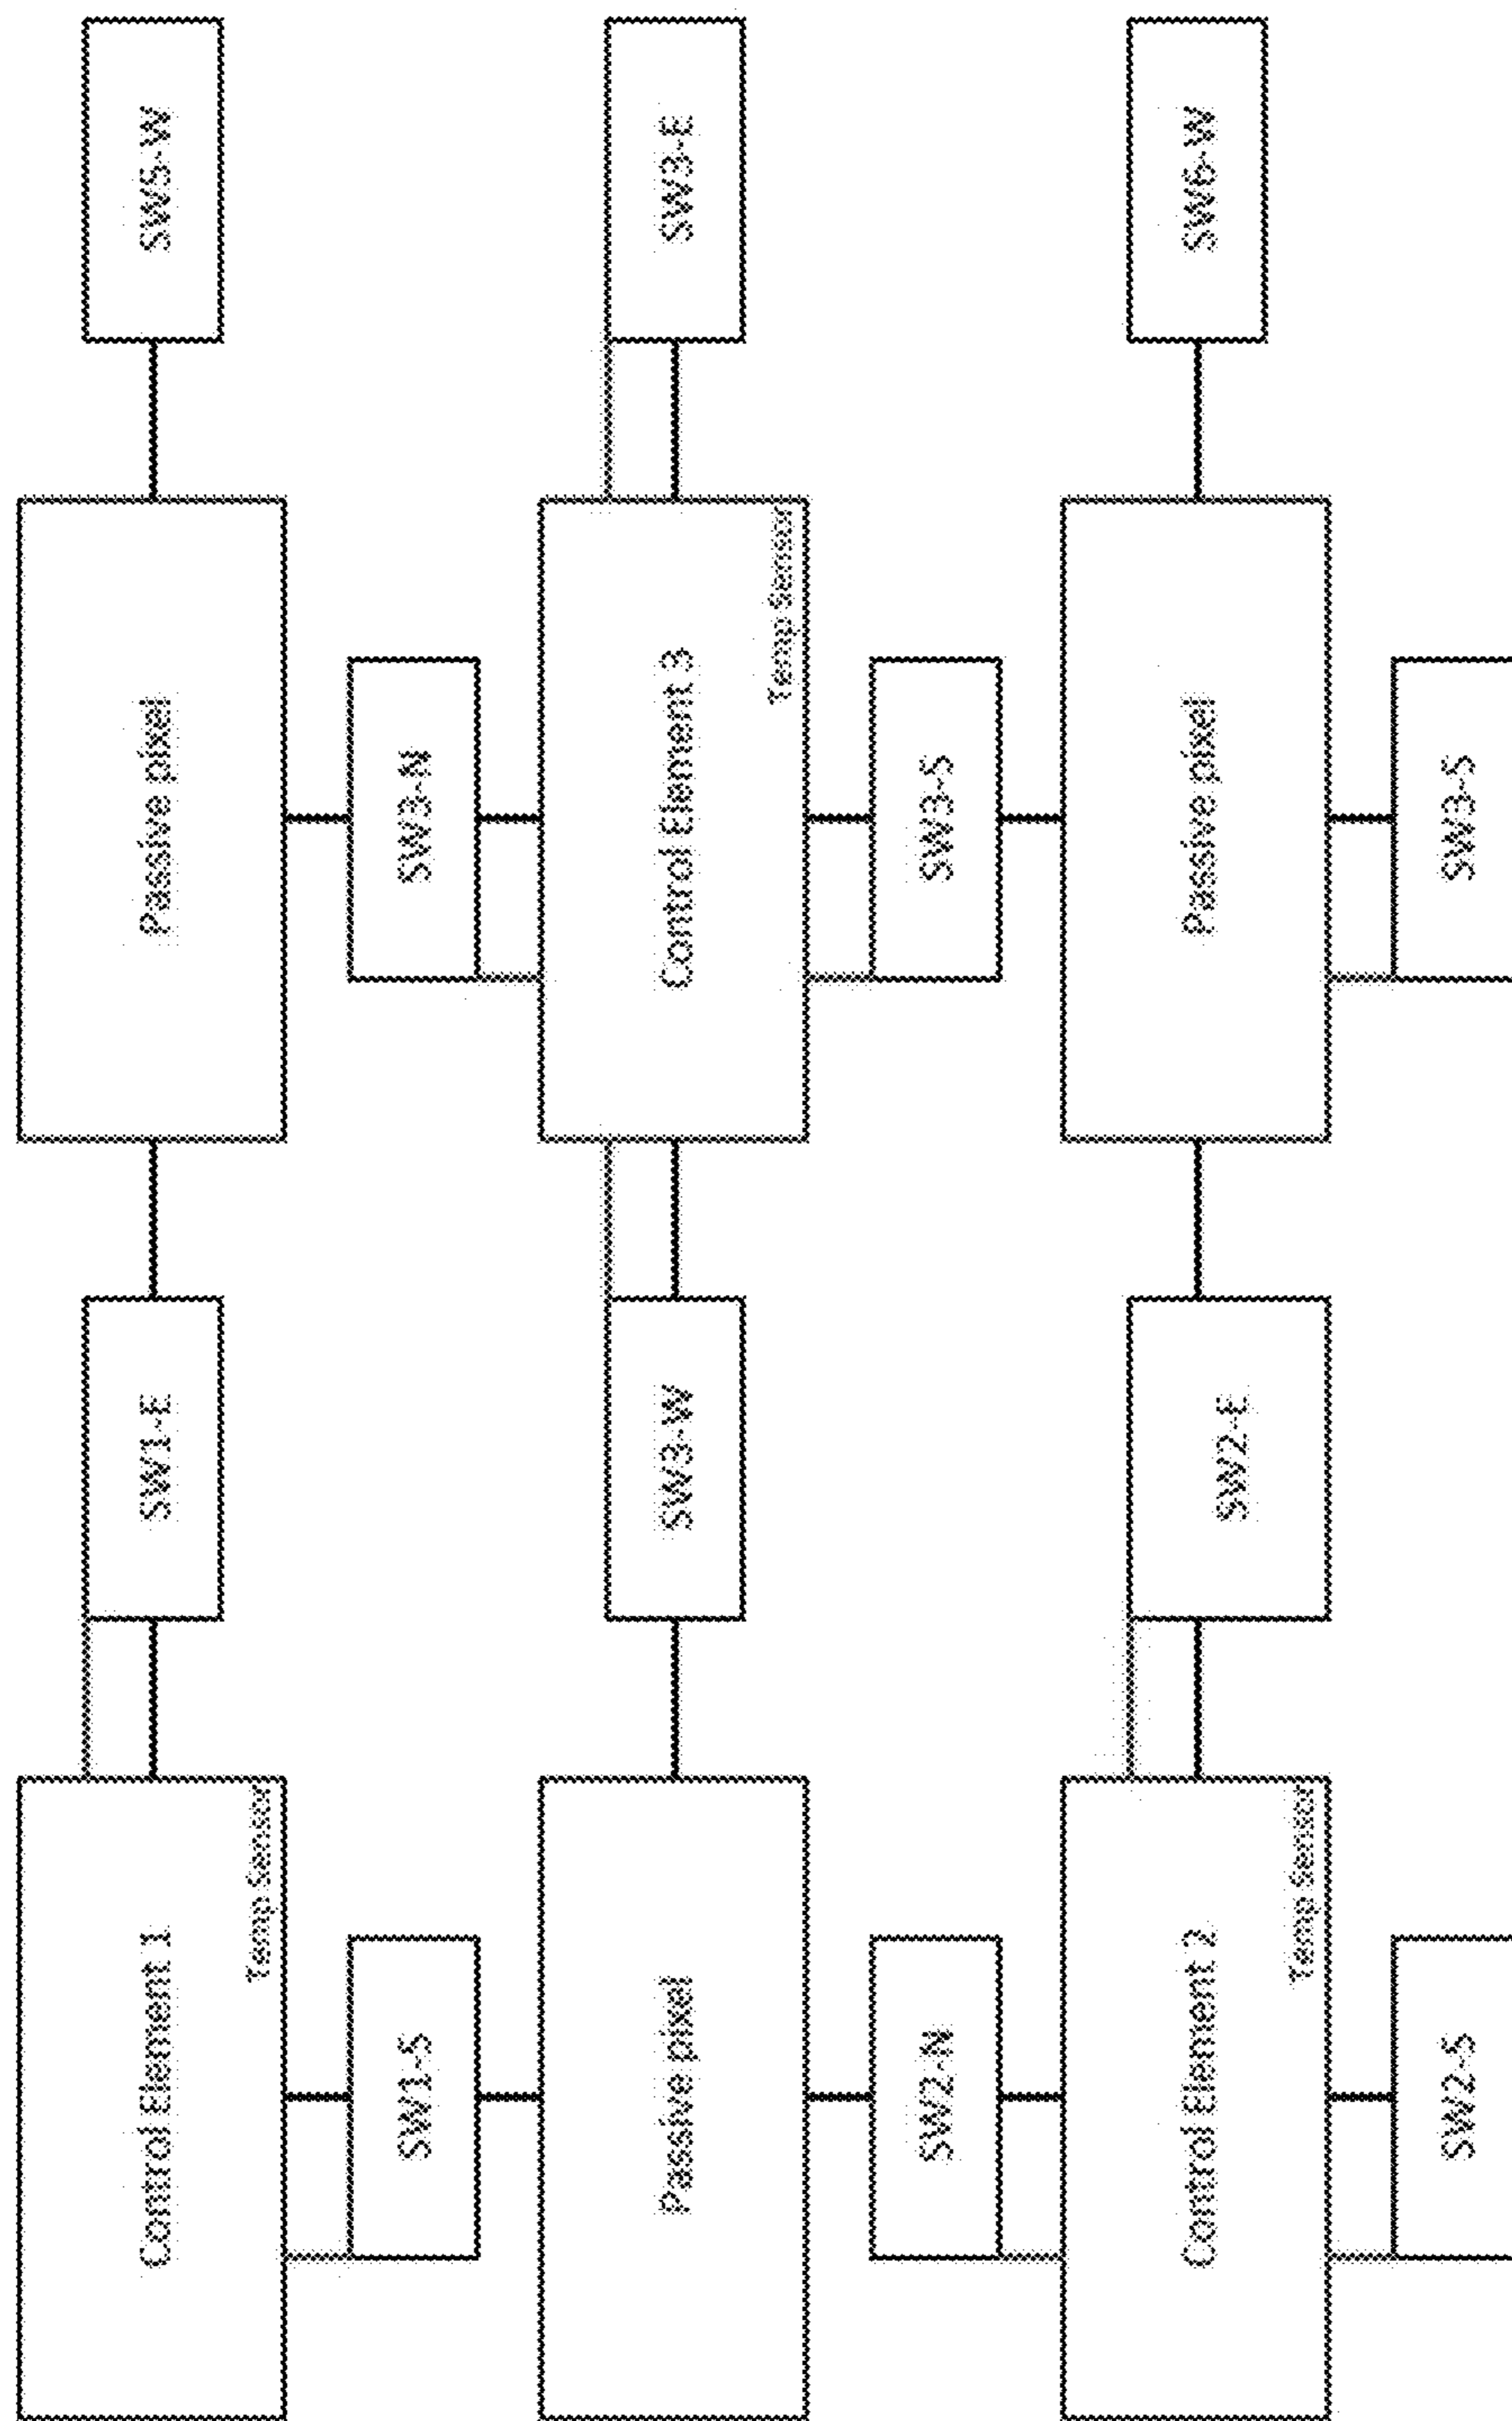 Control Element 1
SW1-E
Passive pixel
SW5-W
Temp Sensor
SW1-S
SW3-N
Passive pixel
SW3-W
Control Element 3
SW3-E
Temp Sensor
SW2-N
SW3-S
Control Element 2
SW2-E
Passive pixel
SW6-W
Temp Sensor
SW2-S
SW3-S